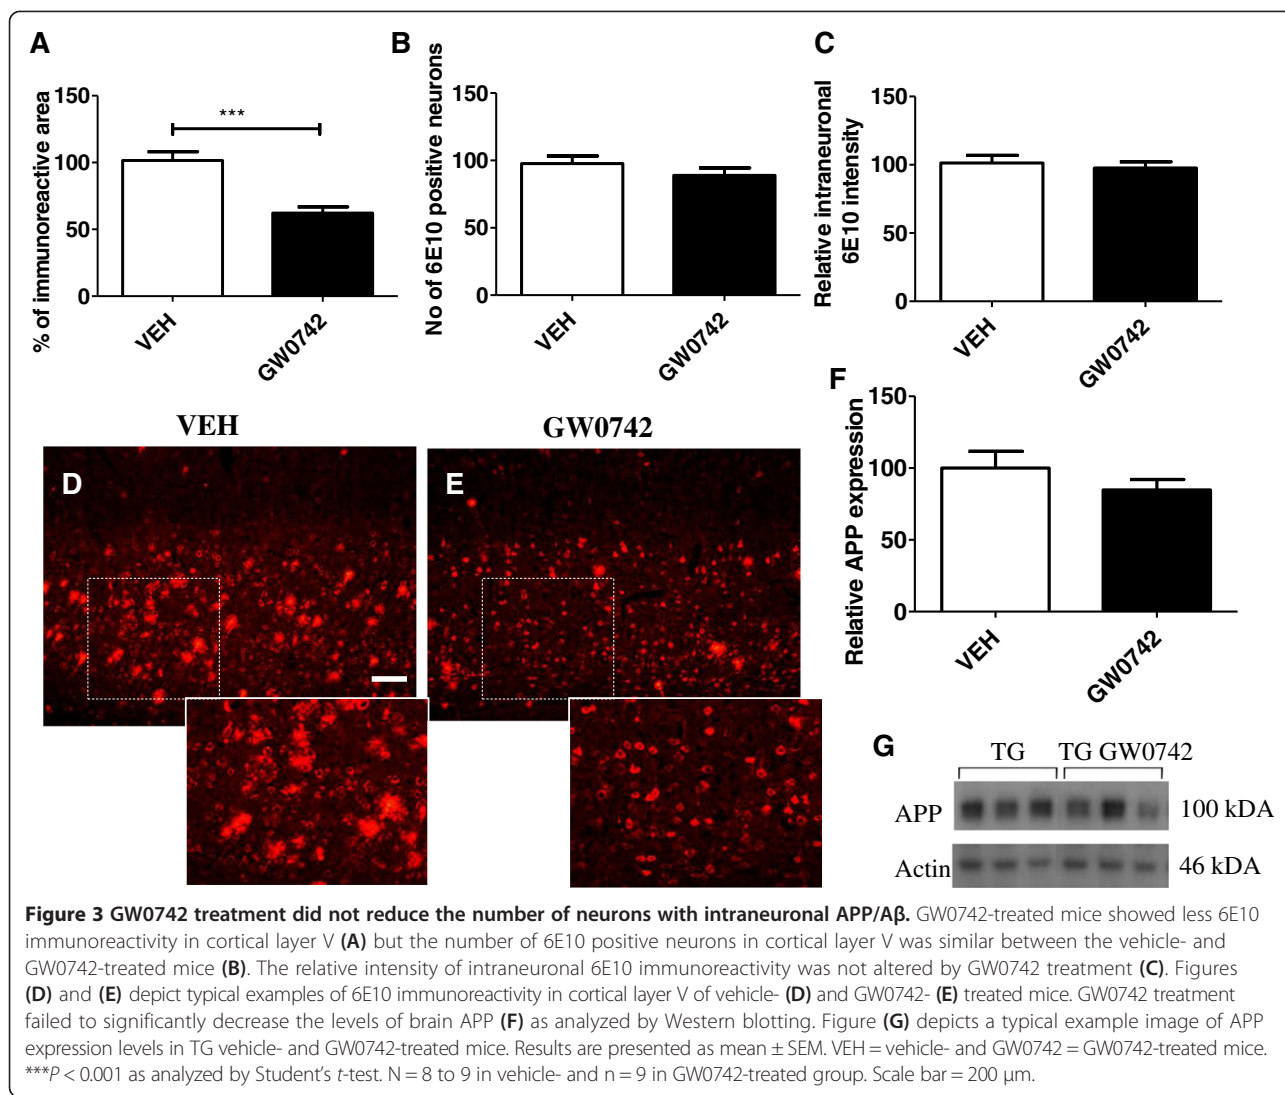 A
% of immunoreactive area
150
100
50
0
***
VEH
GW0742
B
No of 6E10 positive neurons
150
100
50
0
VEH
GW0742
C
Relative intraneuronal
6E10 intensity
150
100
50
0
VEH
GW0742
VEH
D
GW0742
E
F
Relative APP expression
150
100
50
0
VEH
GW0742
G
TG TG GW0742
APP 100 kDA
Actin 46 kDA
Figure 3 GW0742 treatment did not reduce the number of neurons with intraneuronal APP/Aβ. GW0742-treated mice showed less 6E10
immunoreactivity in cortical layer V (A) but the number of 6E10 positive neurons in cortical layer V was similar between the vehicle- and
GW0742-treated mice (B). The relative intensity of intraneuronal 6E10 immunoreactivity was not altered by GW0742 treatment (C). Figures
(D) and (E) depict typical examples of 6E10 immunoreactivity in cortical layer V of vehicle- (D) and GW0742- (E) treated mice. GW0742 treatment
failed to significantly decrease the levels of brain APP (F) as analyzed by Western blotting. Figure (G) depicts a typical example image of APP
expression levels in TG vehicle- and GW0742-treated mice. Results are presented as mean ± SEM. VEH = vehicle- and GW0742 = GW0742-treated mice.
***P < 0.001 as analyzed by Student's t-test. N = 8 to 9 in vehicle- and n = 9 in GW0742-treated group. Scale bar = 200 μm.